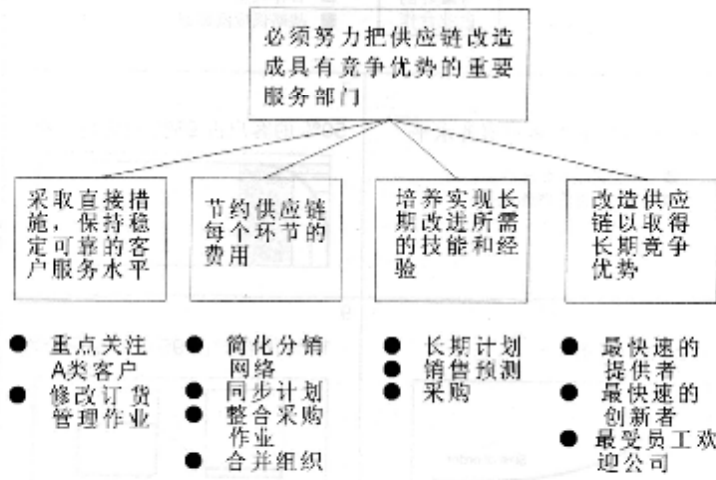 必须努力把供应链改造
成具有竞争优势的重要
服务部门
采取直接措
施，保持稳
定可靠的客
户服务水平
节约供应链
每个环节的
费用
培养实现长
期改进所需
的技能和经
验
改造供应
链以取得
长期竞争
优势
● 重点关注
A类客户
● 修改订货
管理作业
● 简化分销
网络
● 同步计划
● 整合采购
作业
● 合并组织
● 长期计划
● 销售预测
● 采购
● 最快速的
提供者
● 最快速的
创新者
● 最受员工欢
迎公司